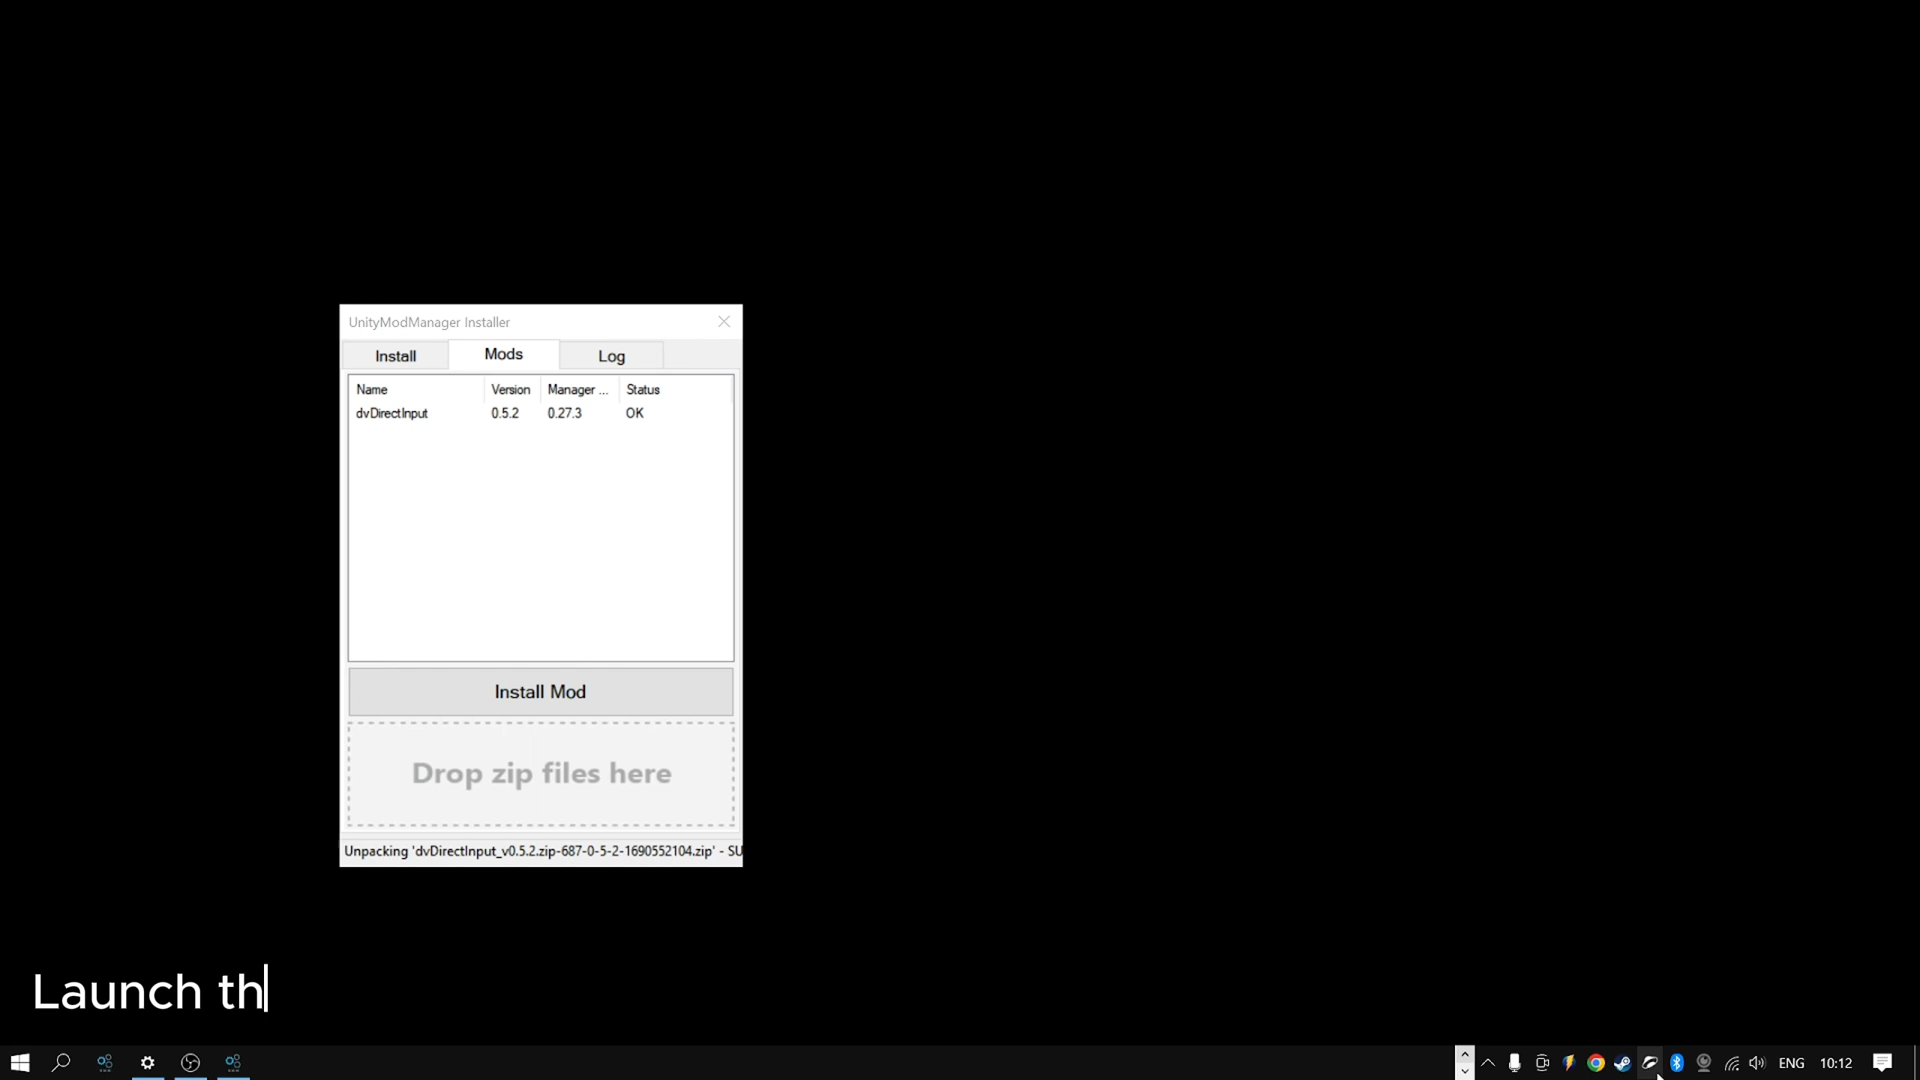 UnityModManager Installer
Install Mods Log
Name Version Manager ... Status
dvDirectInput 0.5.2 0.27.3 OK
Install Mod
Drop zip files here
Unpacking 'dvDirectInput_v0.5.2.zip-687-0-5-2-1690552104.zip' - SU
Launch th
ENG 10:12